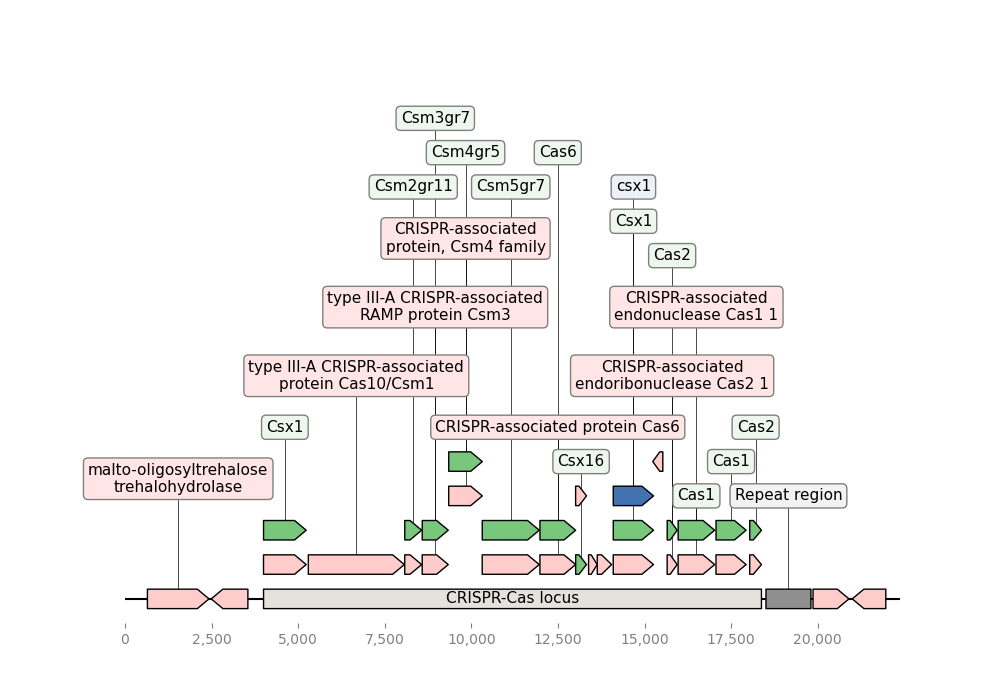 Csm3gr7
Csm4gr5
Cas6
Csm2gr11
Csm5gr7
csx1
CRISPR-associated
protein, Csm4 family
Csx1
Cas2
type III-A CRISPR-associated
RAMP protein Csm3
CRISPR-associated
endonuclease Cas1 1
type III-A CRISPR-associated
protein Cas10/Csm1
CRISPR-associated
endoribonuclease Cas2 1
Csx1
CRISPR-associated protein Cas6
Cas2
malto-oligosyltrehalose
trehalohydrolase
Csx16
Cas1
Cas1
Repeat region
CRISPR-Cas locus
0
2,500
5,000
7,500
10,000
12,500
15,000
17,500
20,000